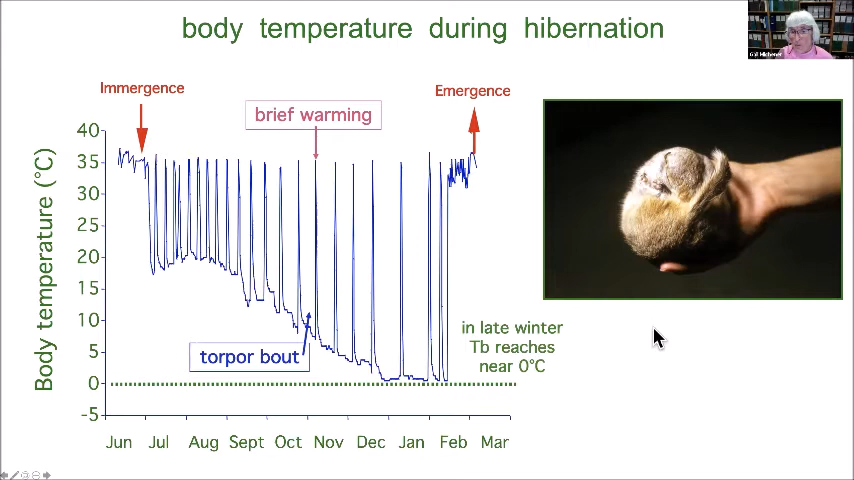 body temperature during hibernation
Gail Michener
Immergence
Emergence
brief warming
Body temperature (°C)
40
35
30
25
20
15
10
5
0
-5
torpor bout
in late winter
Tb reaches
near 0°C
Jun Jul Aug Sept Oct Nov Dec Jan Feb Mar